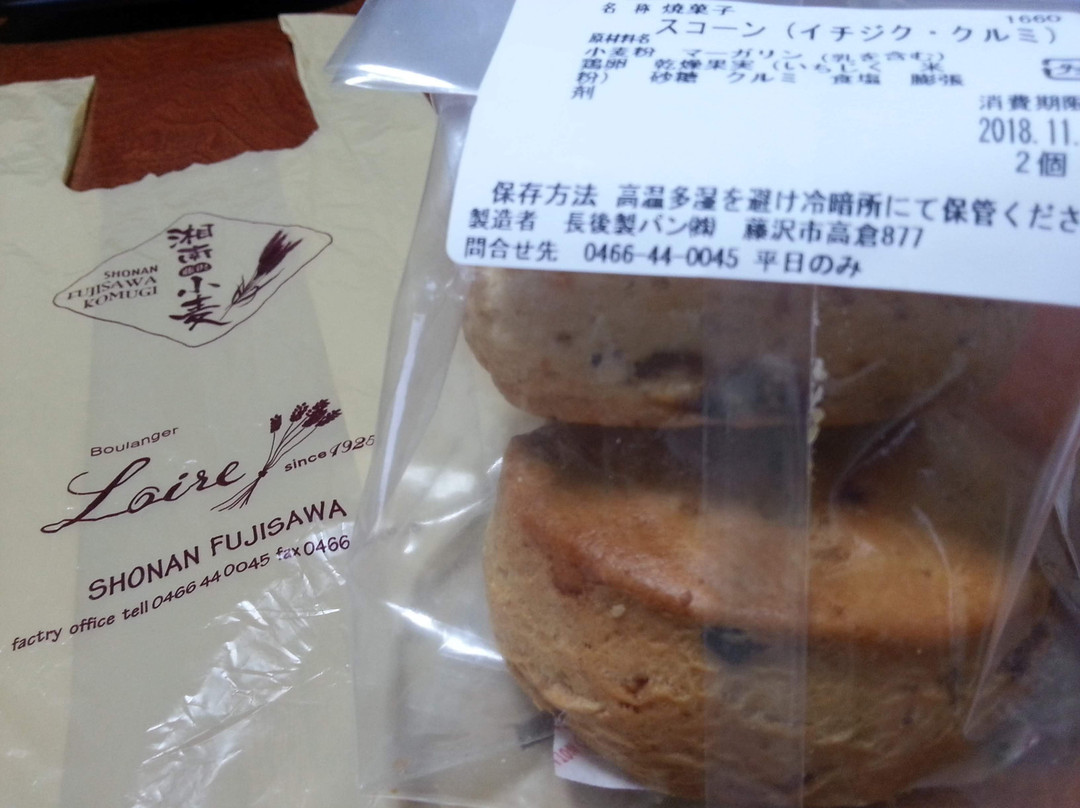 湘南
小麦
SHONAN
FUJISAWA
KOMUGI
Boulanger
Loire
since 1925
SHONAN FUJISAWA
factry office tell 0466 44 0045 fax 0466
名 称 焼菓子
1660
スコーン（イチジク・クルミ）
原材料名
小麦粉 マーガリン（乳を含む）
鶏卵 乾燥果実（いちじく 米
粉） 砂糖 クルミ 食塩 膨張
剤
消費期限
2018.11.
2個
保存方法 高温多湿を避け冷暗所にて保管くださ
製造者 長後製パン㈱ 藤沢市高倉877
問合せ先 0466-44-0045 平日のみ